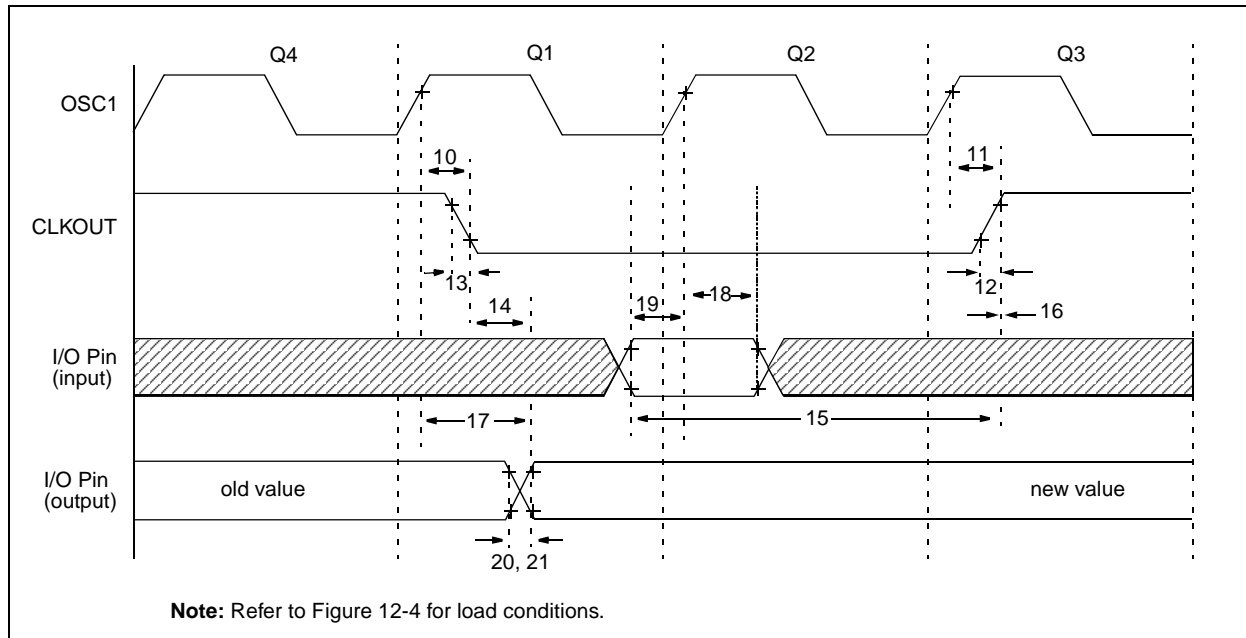 Q4 Q1 Q2 Q3
OSC1
10 11
CLKOUT
13 12
14 19 18 16
I/O Pin
(input)
17 15
I/O Pin
(output)
old value new value
20, 21
Note: Refer to Figure 12-4 for load conditions.